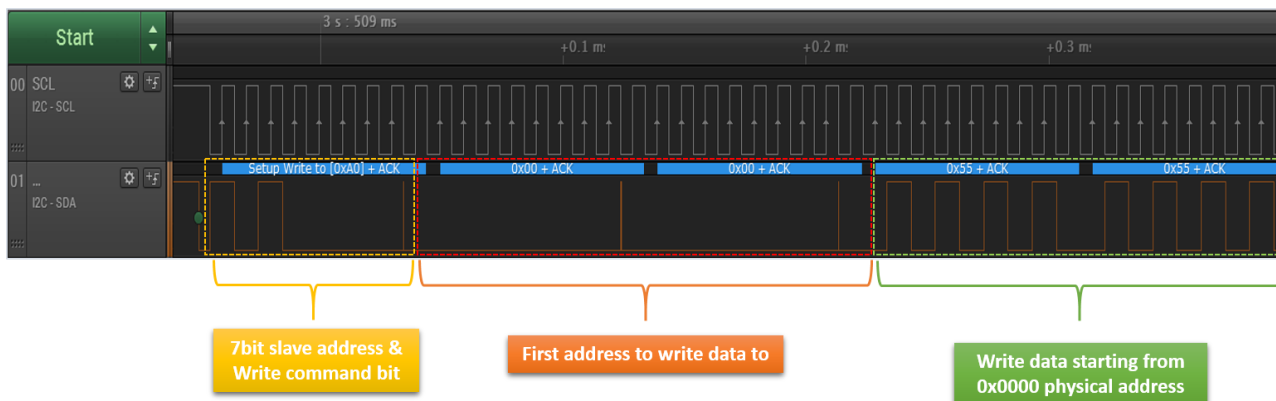 Start
3 s : 509 ms
+0.1 ms
+0.2 ms
+0.3 ms
00 SCL
I2C - SCL
Setup Write to [0xA0] + ACK
0x00 + ACK
0x00 + ACK
0x55 + ACK
0x55 + ACK
01 ...
I2C - SDA
7bit slave address &
Write command bit
First address to write data to
Write data starting from
0x0000 physical address